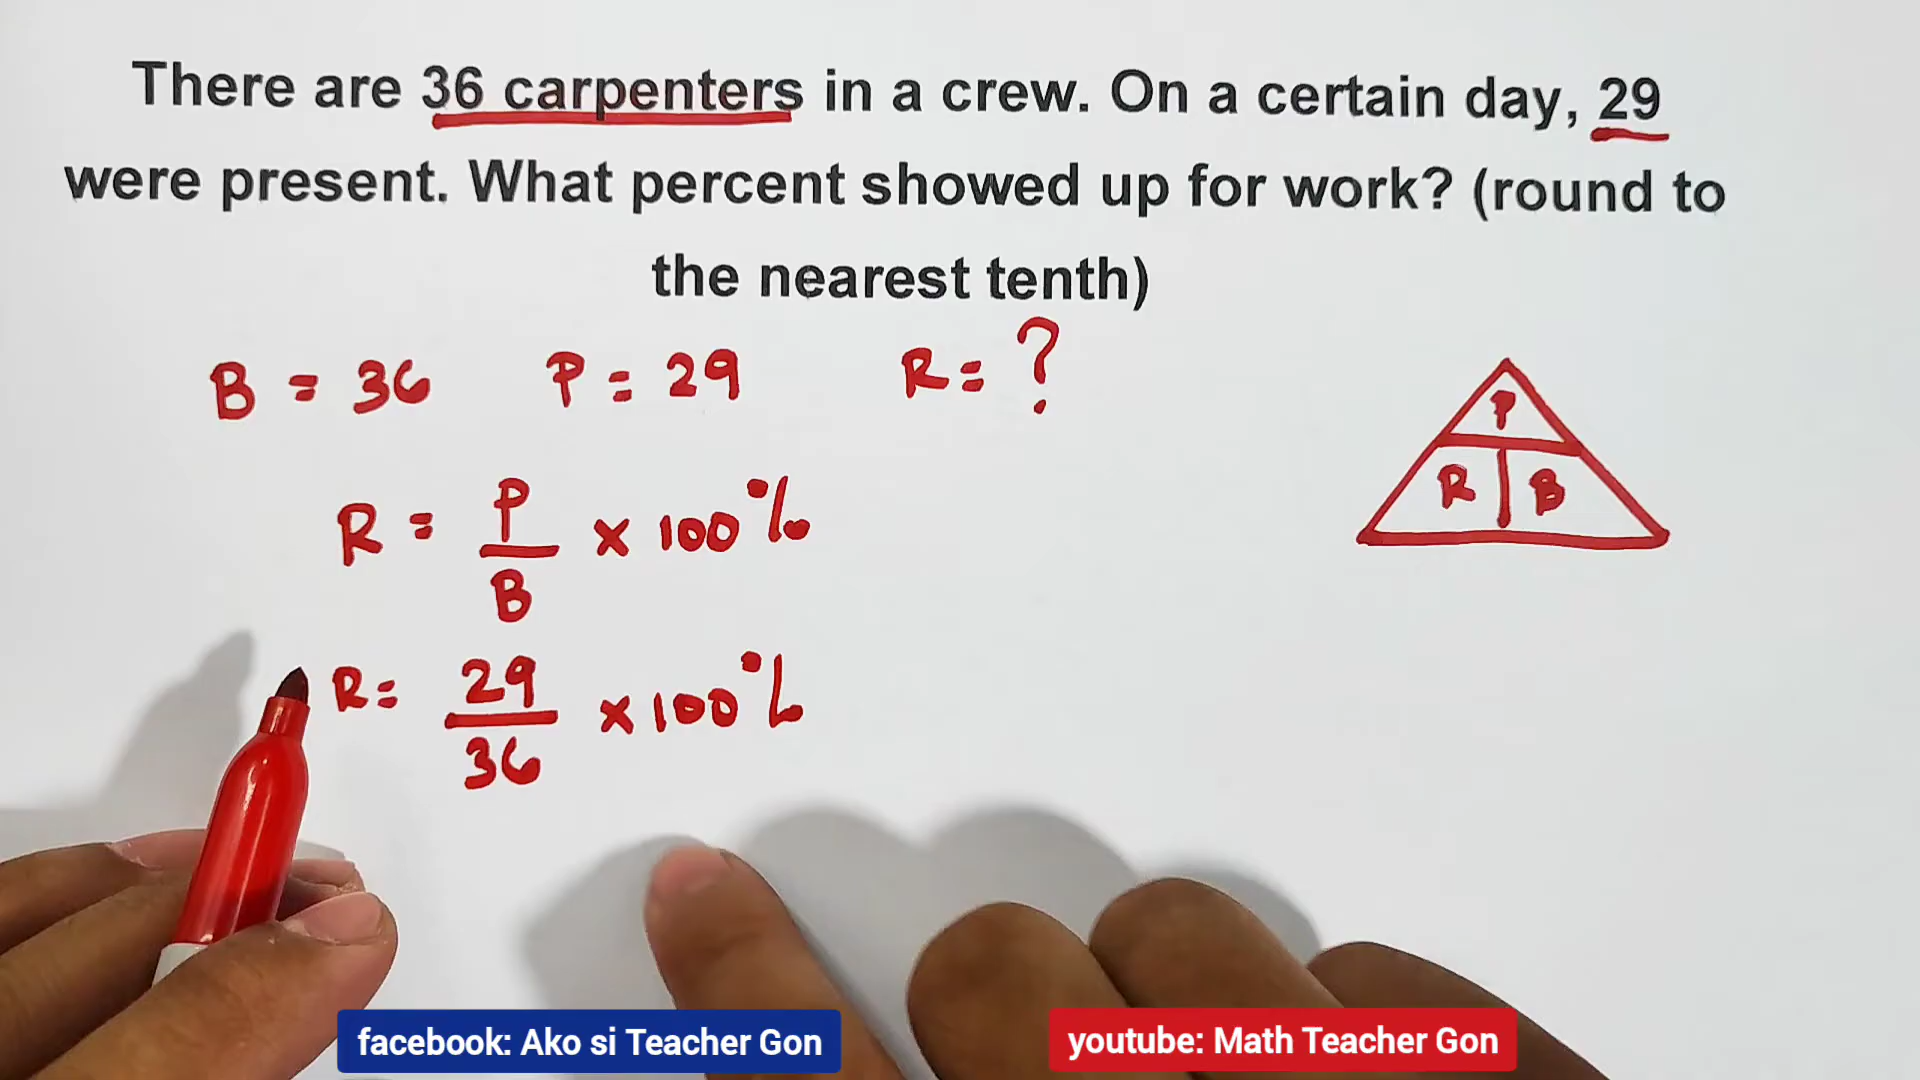 There are 36 carpenters in a crew. On a certain day, 29
were present. What percent showed up for work? (round to
the nearest tenth)
B = 36 P = 29 R = ?
P
R B
R = P/B x 100%
R = 29/36 x 100%
facebook: Ako si Teacher Gon
youtube: Math Teacher Gon